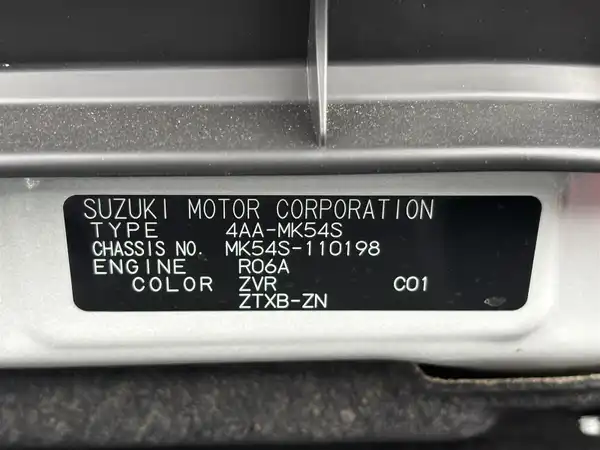 SUZUKI MOTOR CORPORATION
TYPE 4AA-MK54S
CHASSIS NO. MK54S-110198
ENGINE R06A
COLOR ZVR C01
ZTXB-ZN